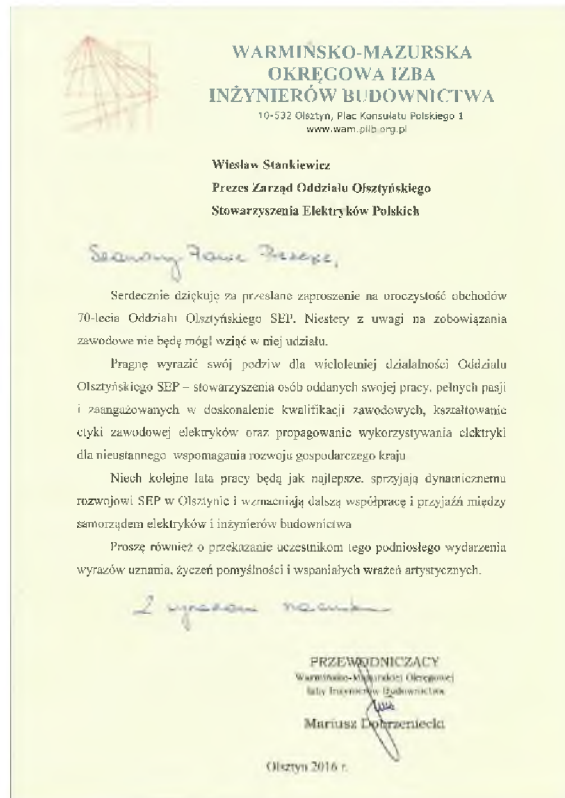 WARMIŃSKO-MAZURSKA
OKRĘGOWA IZBA
INŻYNIERÓW BUDOWNICTWA
10-532 Olsztyn, Plac Konsulatu Polskiego 1
www.wam.piib.org.pl
Wiesław Stankiewicz
Prezes Zarząd Oddziału Olsztyńskiego
Stowarzyszenia Elektryków Polskich
Szanowny Panie Prezesie,
Serdecznie dziękuję za przesłane zaproszenie na uroczystość obchodów
70-lecia Oddziału Olsztyńskiego SEP. Niestety z uwagi na zobowiązania
zawodowe nie będę mógł wziąć w niej udziału.
Pragnę wyrazić swój podziw dla wieloletniej działalności Oddziału
Olsztyńskiego SEP – stowarzyszenia osób oddanych swojej pracy, pełnych pasji
i zaangażowanych w doskonalenie kwalifikacji zawodowych, kształtowanie
etyki zawodowej elektryków oraz propagowanie wykorzystywania elektryki
dla nieustannego wspomagania rozwoju gospodarczego kraju
Niech kolejne lata pracy będą jak najlepsze, sprzyjają dynamicznemu
rozwojowi SEP w Olsztynie i wzmacniają dalszą współpracę i przyjaźń między
samorządem elektryków i inżynierów budownictwa
Proszę również o przekazanie uczestnikom tego podniosłego wydarzenia
wyrazów uznania, życzeń pomyślności i wspaniałych wrażeń artystycznych.
Z wyrazami szacunku
PRZEWODNICZĄCY
Warmińsko-Mazurskiej Okręgowej
Izby Inżynierów Budownictwa
Mariusz Dobrzeniecki
Olsztyn 2016 r.